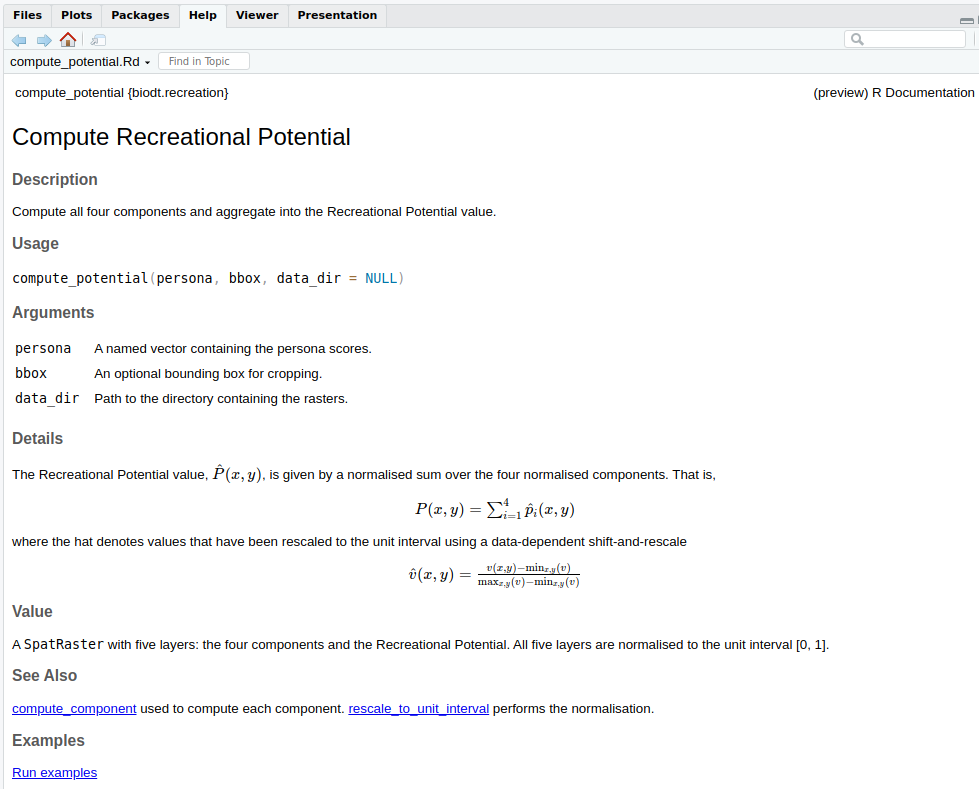 Files Plots Packages Help Viewer Presentation
compute_potential.Rd Find in Topic
compute_potential {biodt.recreation} (preview) R Documentation
Compute Recreational Potential
Description
Compute all four components and aggregate into the Recreational Potential value.
Usage
compute_potential(persona, bbox, data_dir = NULL)
Arguments
persona A named vector containing the persona scores.
bbox An optional bounding box for cropping.
data_dir Path to the directory containing the rasters.
Details
The Recreational Potential value, P̂(x, y), is given by a normalised sum over the four normalised components. That is,
P(x, y) = ∑_{i=1}^{4} p̂_i(x, y)
where the hat denotes values that have been rescaled to the unit interval using a data-dependent shift-and-rescale
v̂(x, y) = \frac{v(x,y)−min_{x,y}(v)}{max_{x,y}(v)−min_{x,y}(v)}
Value
A SpatRaster with five layers: the four components and the Recreational Potential. All five layers are normalised to the unit interval [0, 1].
See Also
compute_component used to compute each component. rescale_to_unit_interval performs the normalisation.
Examples
Run examples